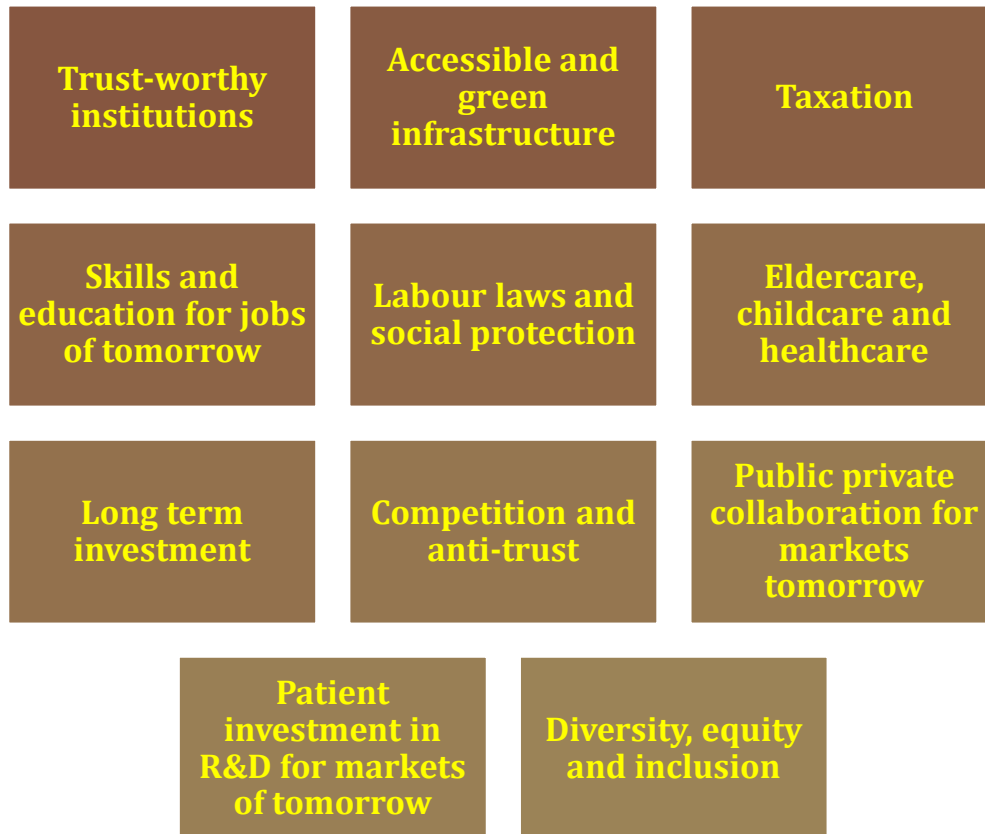 Trust-worthy
institutions
Accessible and
green
infrastructure
Taxation
Skills and
education for jobs
of tomorrow
Labour laws and
social protection
Eldercare,
childcare and
healthcare
Long term
investment
Competition and
anti-trust
Public private
collaboration for
markets
tomorrow
Patient
investment in
R&D for markets
of tomorrow
Diversity, equity
and inclusion